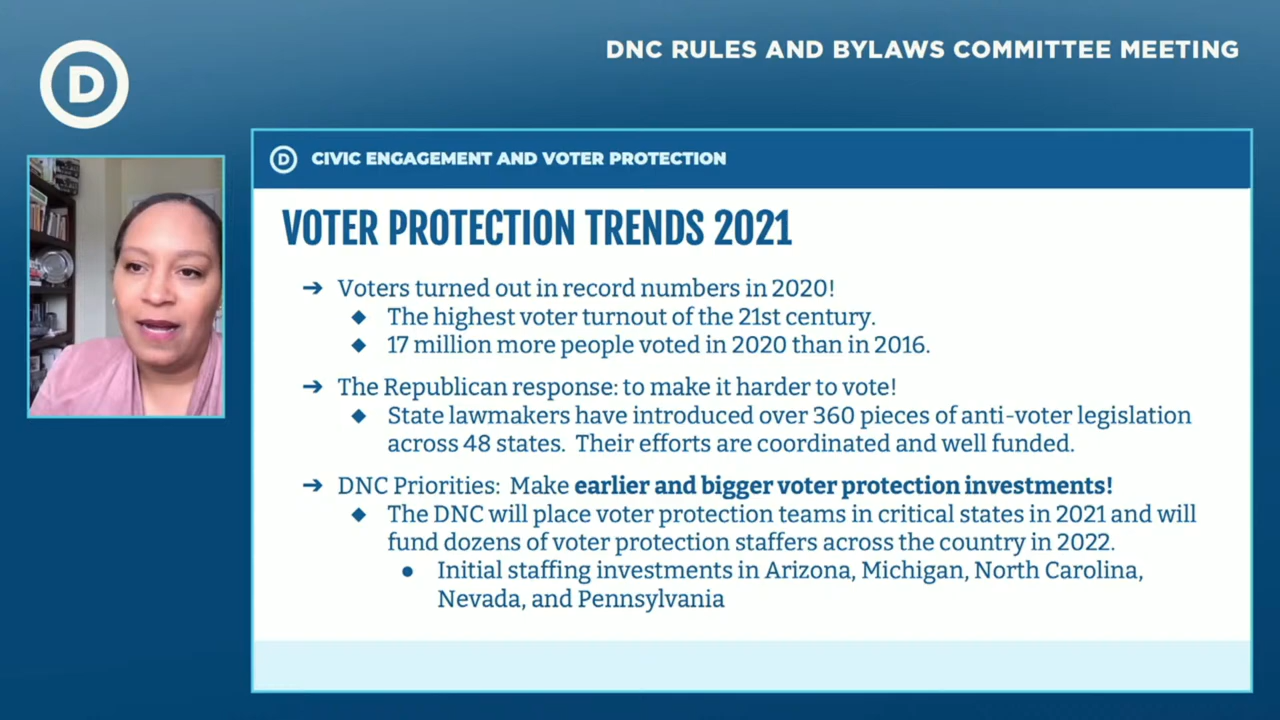 DNC RULES AND BYLAWS COMMITTEE MEETING
D
D CIVIC ENGAGEMENT AND VOTER PROTECTION
VOTER PROTECTION TRENDS 2021
➔ Voters turned out in record numbers in 2020!
◆ The highest voter turnout of the 21st century.
◆ 17 million more people voted in 2020 than in 2016.
➔ The Republican response: to make it harder to vote!
◆ State lawmakers have introduced over 360 pieces of anti-voter legislation
across 48 states. Their efforts are coordinated and well funded.
➔ DNC Priorities: Make earlier and bigger voter protection investments!
◆ The DNC will place voter protection teams in critical states in 2021 and will
fund dozens of voter protection staffers across the country in 2022.
● Initial staffing investments in Arizona, Michigan, North Carolina,
Nevada, and Pennsylvania